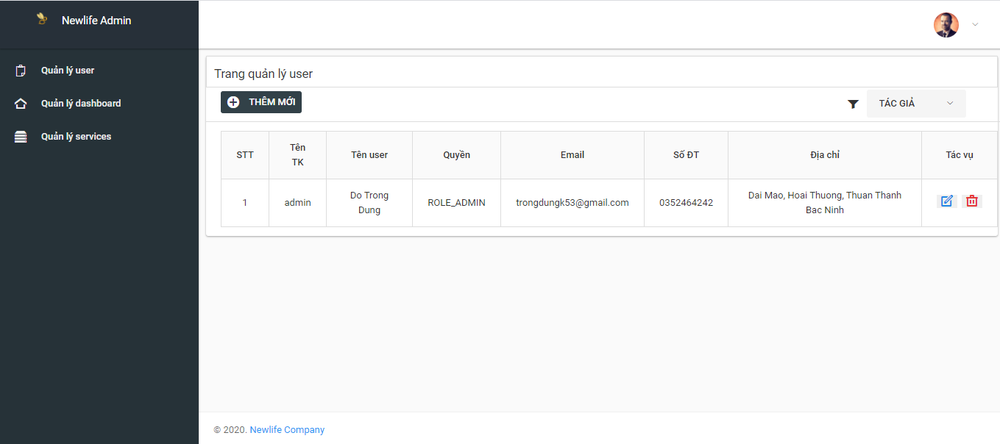 Newlife Admin
Quản lý user
Quản lý dashboard
Quản lý services
Trang quản lý user
THÊM MỚI
TÁC GIẢ
STT
Tên
TK
Tên user
Quyền
Email
Số ĐT
Địa chỉ
Tác vụ
1
admin
Do Trong
Dung
ROLE_ADMIN
trongdungk53@gmail.com
0352464242
Dai Mao, Hoai Thuong, Thuan Thanh
Bac Ninh
© 2020. Newlife Company